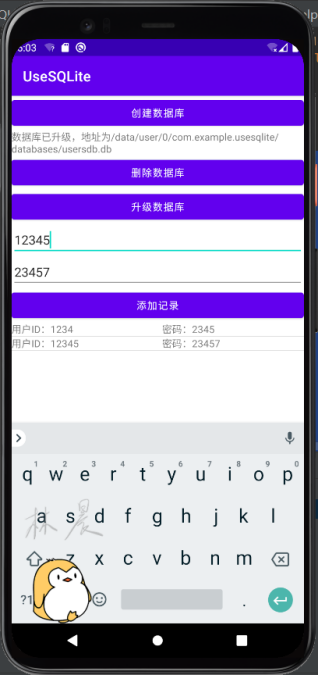 5:03
UseSQLite
创建数据库
数据库已升级，地址为/data/user/0/com.example.usesqlite/
databases/usersdb.db
删除数据库
升级数据库
12345
23457
添加记录
用户ID：1234 密码：2345
用户ID：12345 密码：23457
1 2 3 4 5 6 7 8 9 0
q w e r t y u i o p
a s d f g h j k l
林晨
z x c v b n m
?1 .